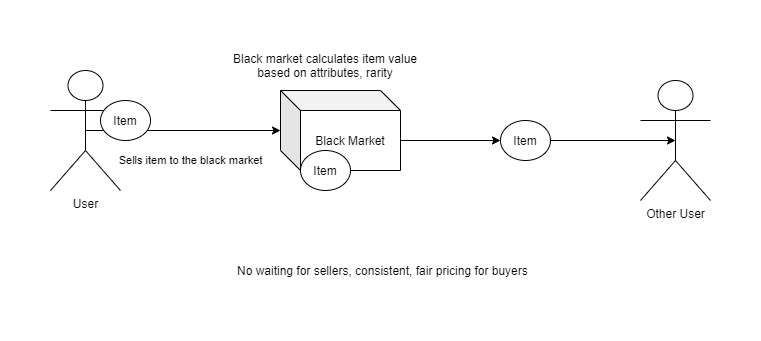 Black market calculates item value
based on attributes, rarity
Item
Black Market
Item
Item
Sells item to the black market
User
Other User
No waiting for sellers, consistent, fair pricing for buyers